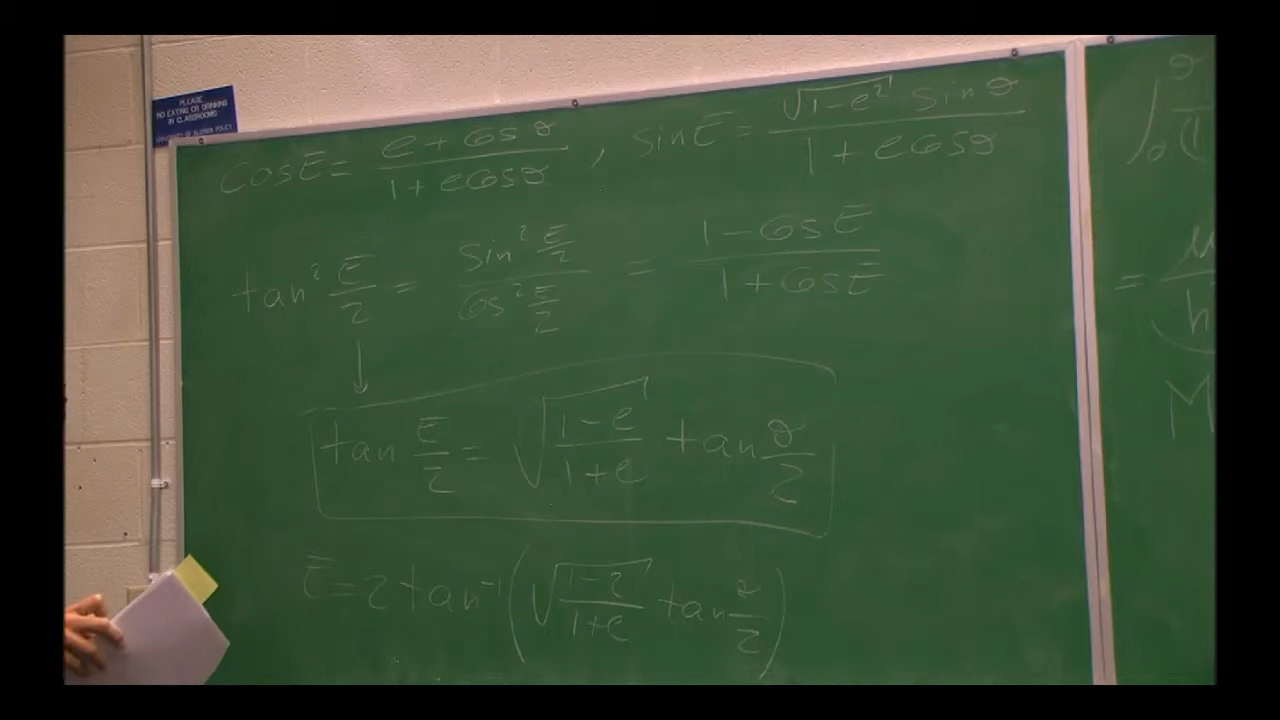 PLEASE
NO EATING OR DRINKING
IN CLASSROOMS
cos E = (e + cos θ) / (1 + e cos θ) , sin E = (√(1-e²) sin θ) / (1 + e cos θ)
tan² E/2 = (sin² E/2) / (cos² E/2) = (1 - cos E) / (1 + cos E)
↓
tan E/2 = √((1-e)/(1+e)) tan θ/2
E = 2 tan⁻¹ (√((1-e)/(1+e)) tan θ/2)
= μ/h
M